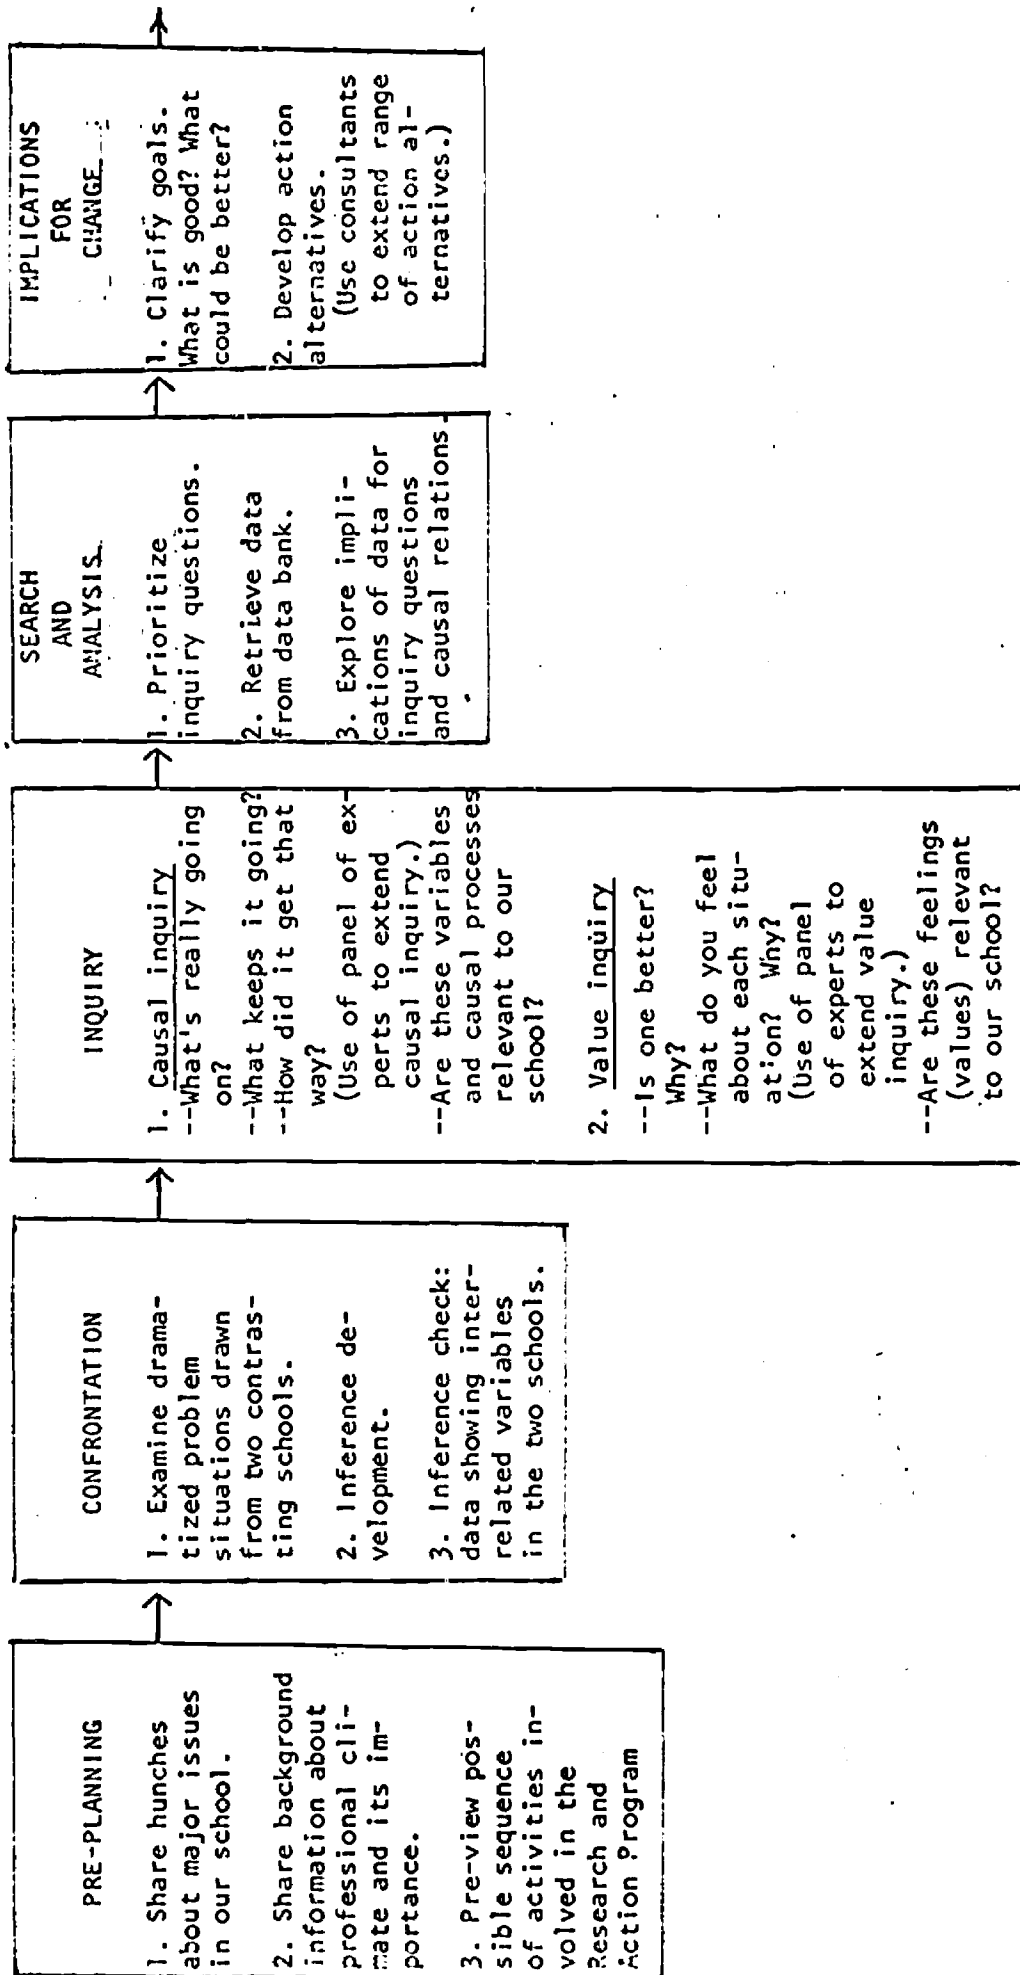 PRE-PLANNING
1. Share hunches
about major issues
in our school.
2. Share background
information about
professional cli-
mate and its im-
portance.
3. Pre-view pos-
sible sequence
of activities in-
volved in the
Research and
Action Program
CONFRONTATION
1. Examine drama-
tized problem
situations drawn
from two contras-
ting schools.
2. Inference de-
velopment.
3. Inference check:
data showing inter-
related variables
in the two schools.
INQUIRY
1. Causal inquiry
--What's really going
on?
--What keeps it going?
--How did it get that
way?
(Use of panel of ex-
perts to extend
causal inquiry.)
--Are these variables
and causal processes
relevant to our
school?
2. Value inquiry
--Is one better?
Why?
--What do you feel
about each situ-
ation? Why?
(Use of panel
of experts to
extend value
inquiry.)
--Are these feelings
(values) relevant
to our school?
SEARCH
AND
ANALYSIS
1. Prioritize
inquiry questions.
2. Retrieve data
from data bank.
3. Explore impli-
cations of data for
inquiry questions
and causal relations.
IMPLICATIONS
FOR
CHANGE
1. Clarify goals.
What is good? What
could be better?
2. Develop action
alternatives.
(Use consultants
to extend range
of action al-
ternatives.)